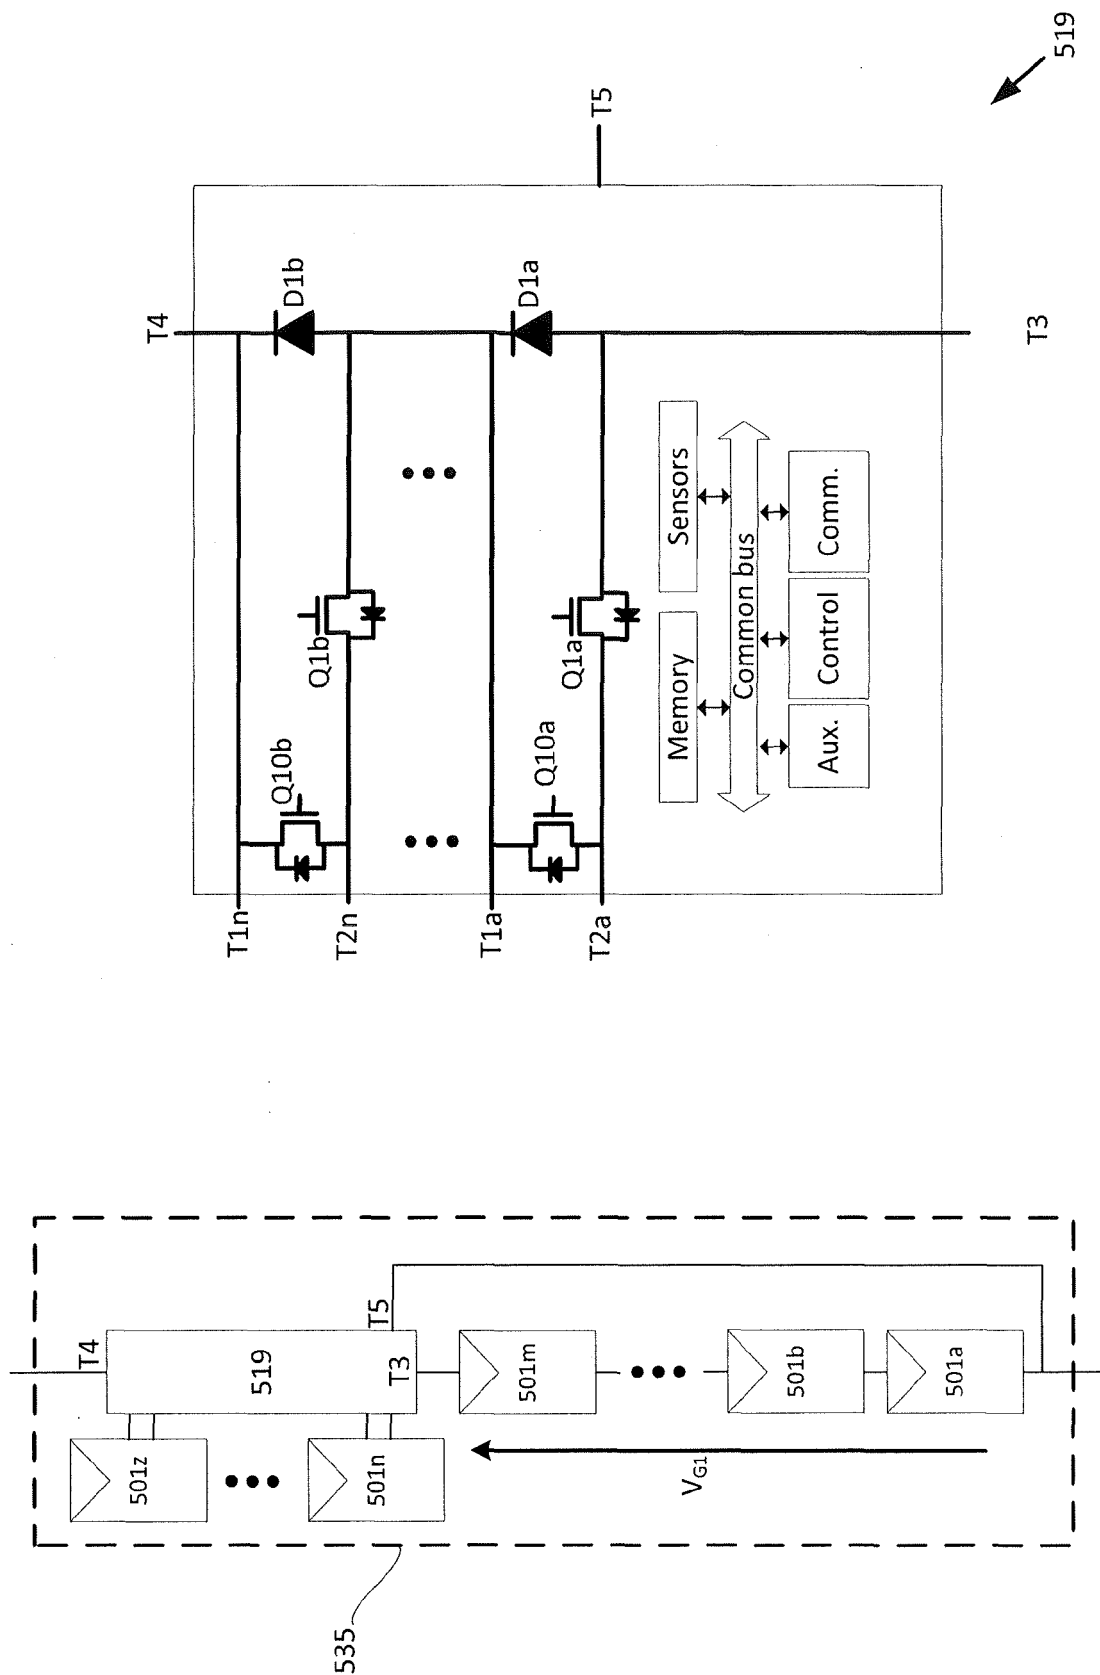 519
T4
T5
T3
D1b
D1a
Q1b
Q1a
Q10b
Q10a
T1n
T2n
T1a
T2a
Memory
Sensors
Common bus
Aux.
Control
Comm.
535
T4
519
T5
T3
501z
501n
501m
501b
501a
VG1